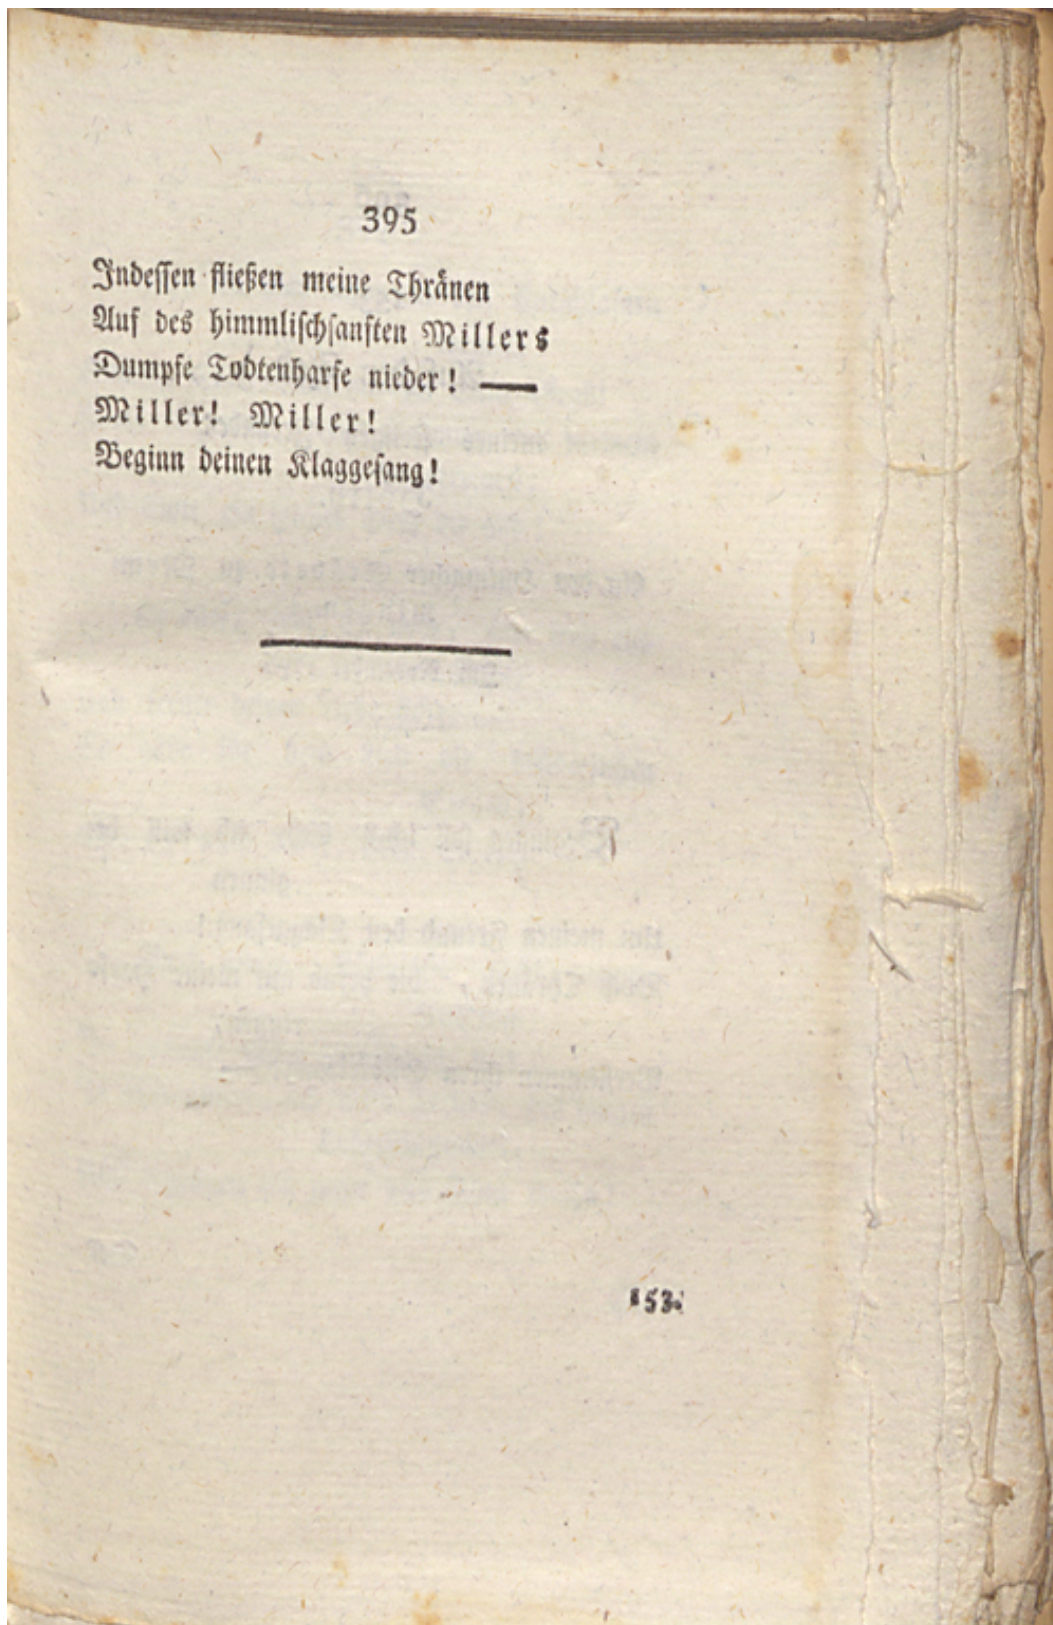 395
Indessen fließen meine Thränen
Auf des himmlischsanften Millers
Dumpfe Todtenharfe nieder! —
Miller! Miller!
Beginn deinen Klaggesang!
153.